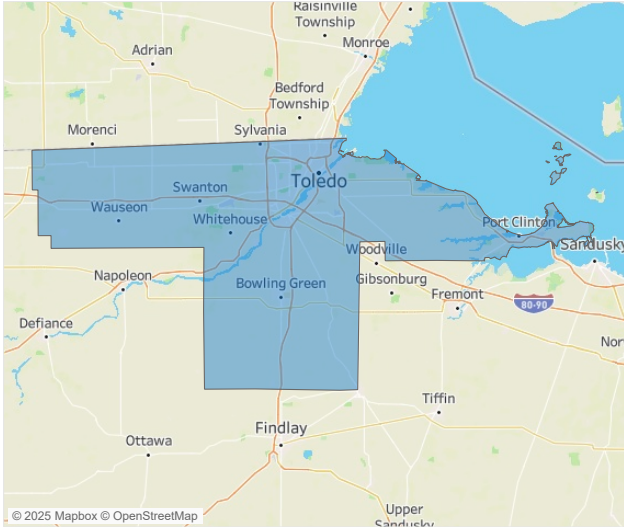 Raisinville
Township
Adrian
Monroe
Bedford
Township
Morenci
Sylvania
Toledo
Swanton
Wauseon
Whitehouse
Port Clinton
Sandusky
Woodville
Napoleon
Bowling Green
Gibsonburg
Fremont
80-90
Defiance
Nor
Tiffin
Findlay
Ottawa
Upper
Sandusky
© 2025 Mapbox © OpenStreetMap